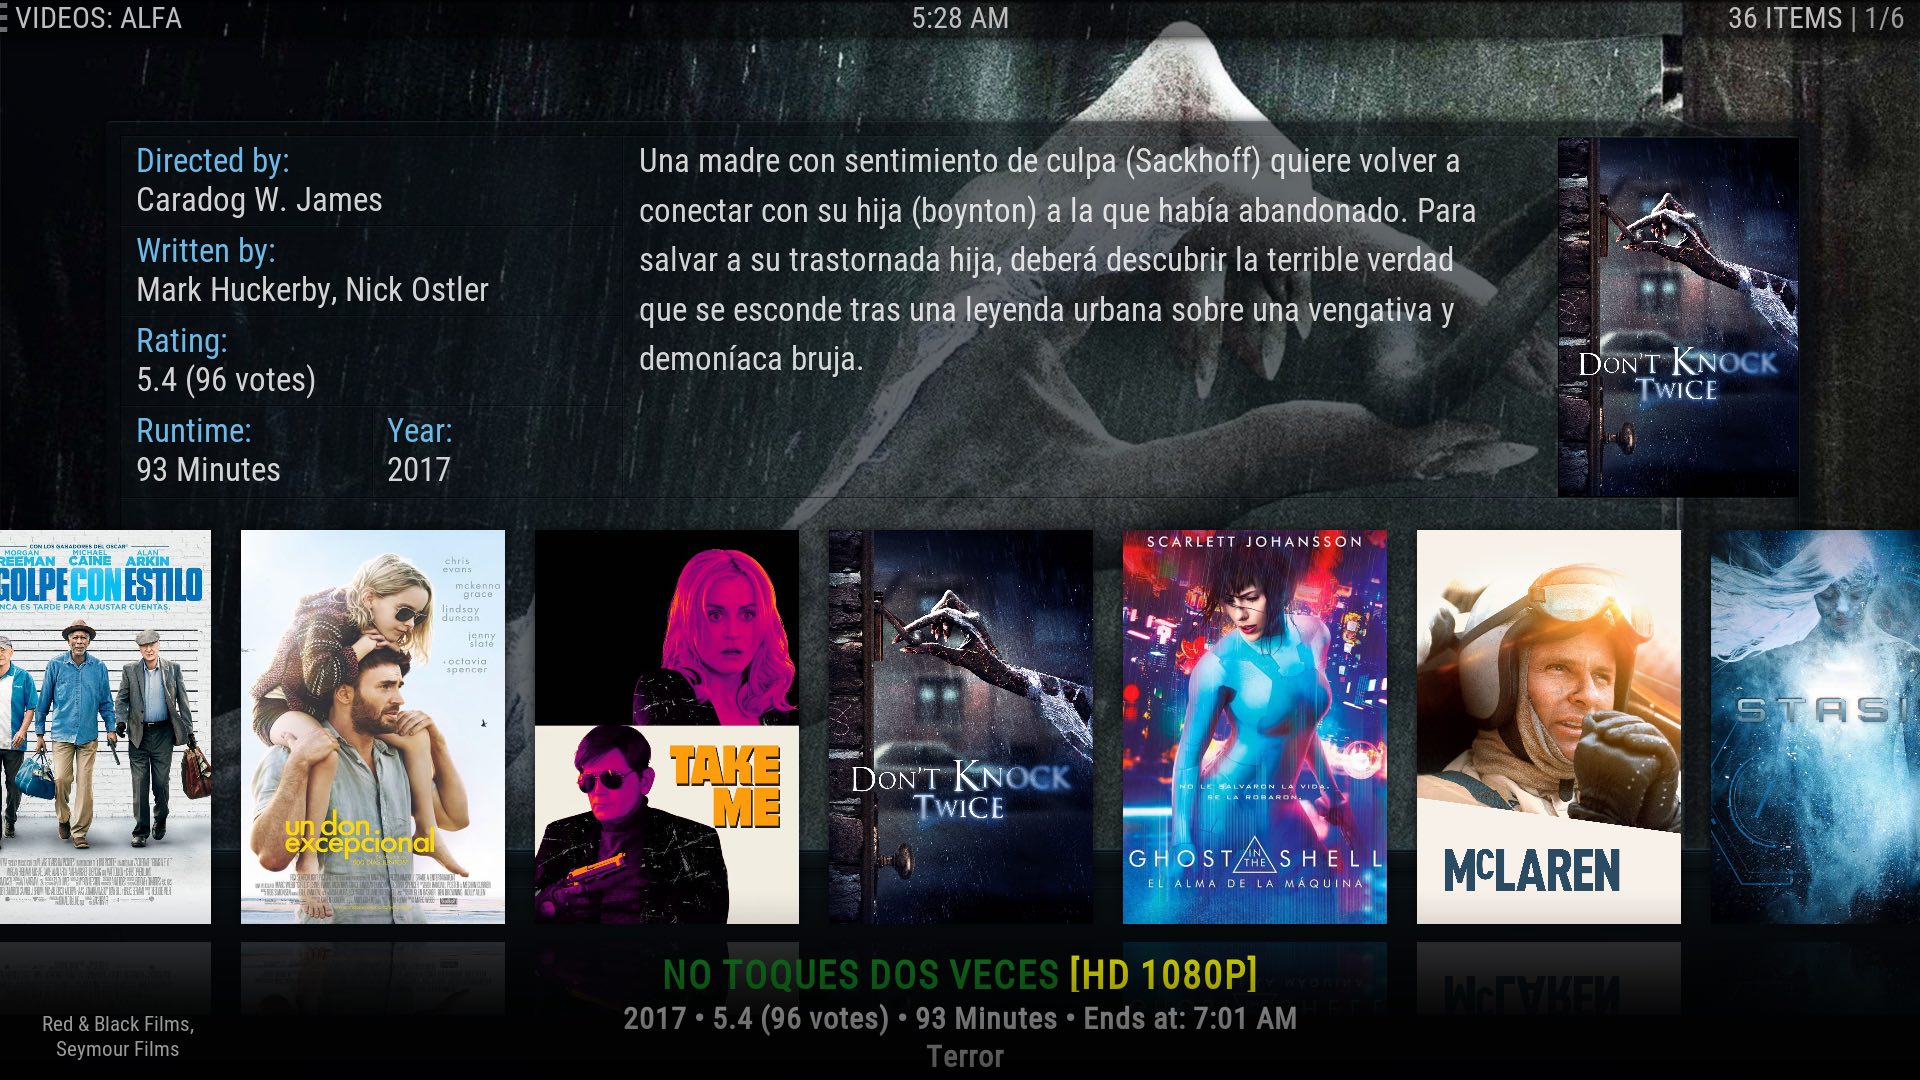 VIDEOS: ALFA
5:28 AM
36 ITEMS | 1/6
Directed by:
Caradog W. James
Written by:
Mark Huckerby, Nick Ostler
Rating:
5.4 (96 votes)
Runtime:
93 Minutes
Year:
2017
Una madre con sentimiento de culpa (Sackhoff) quiere volver a
conectar con su hija (boynton) a la que había abandonado. Para
salvar a su trastornada hija, deberá descubrir la terrible verdad
que se esconde tras una leyenda urbana sobre una vengativa y
demoníaca bruja.
DON'T KNOCK
TWICE
CON LOS GANADORES DEL OSCAR
MORGAN MICHAEL ALAN
REEMAN CAINE ARKIN
GOLPE CON ESTILO
NCA ES TARDE PARA AJUSTAR CUENTAS.
chris
evans
mckenna
grace
lindsay
duncan
jenny
slate
octavia
spencer
un don
excepcional
TAKE
ME
DON'T KNOCK
TWICE
SCARLETT JOHANSSON
NO LE SALVARON LA VIDA.
SE LA ROBARON.
GHOST IN THE SHELL
EL ALMA DE LA MÁQUINA
MCLAREN
STASI
NO TOQUES DOS VECES [HD 1080P]
2017 • 5.4 (96 votes) • 93 Minutes • Ends at: 7:01 AM
Terror
Red & Black Films,
Seymour Films